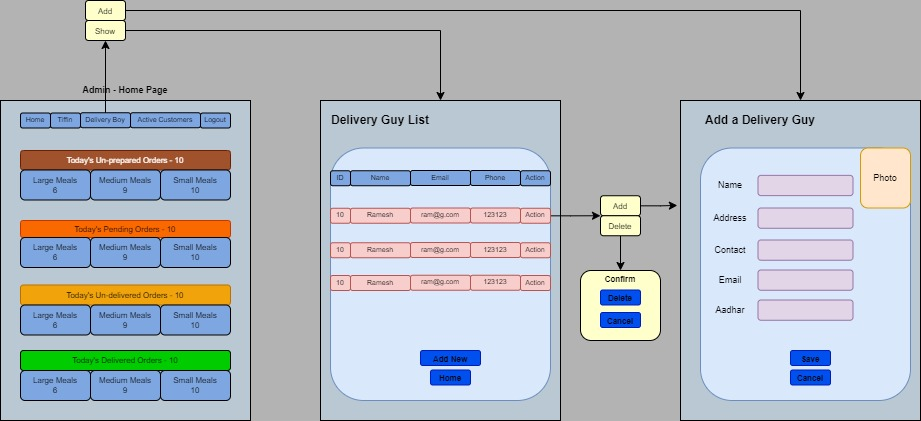 Add
Show
Admin - Home Page
Home Tiffin Delivery Boy Active Customers Logout
Today's Un-prepared Orders - 10
Large Meals Medium Meals Small Meals
6 9 10
Today's Pending Orders - 10
Large Meals Medium Meals Small Meals
6 9 10
Today's Un-delivered Orders - 10
Large Meals Medium Meals Small Meals
6 9 10
Today's Delivered Orders - 10
Large Meals Medium Meals Small Meals
6 9 10
Delivery Guy List
ID Name Email Phone Action
10 Ramesh ram@g.com 123123 Action
10 Ramesh ram@g.com 123123 Action
10 Ramesh ram@g.com 123123 Action
Add New
Home
Add
Delete
Confirm
Delete
Cancel
Add a Delivery Guy
Photo
Name
Address
Contact
Email
Aadhar
Save
Cancel